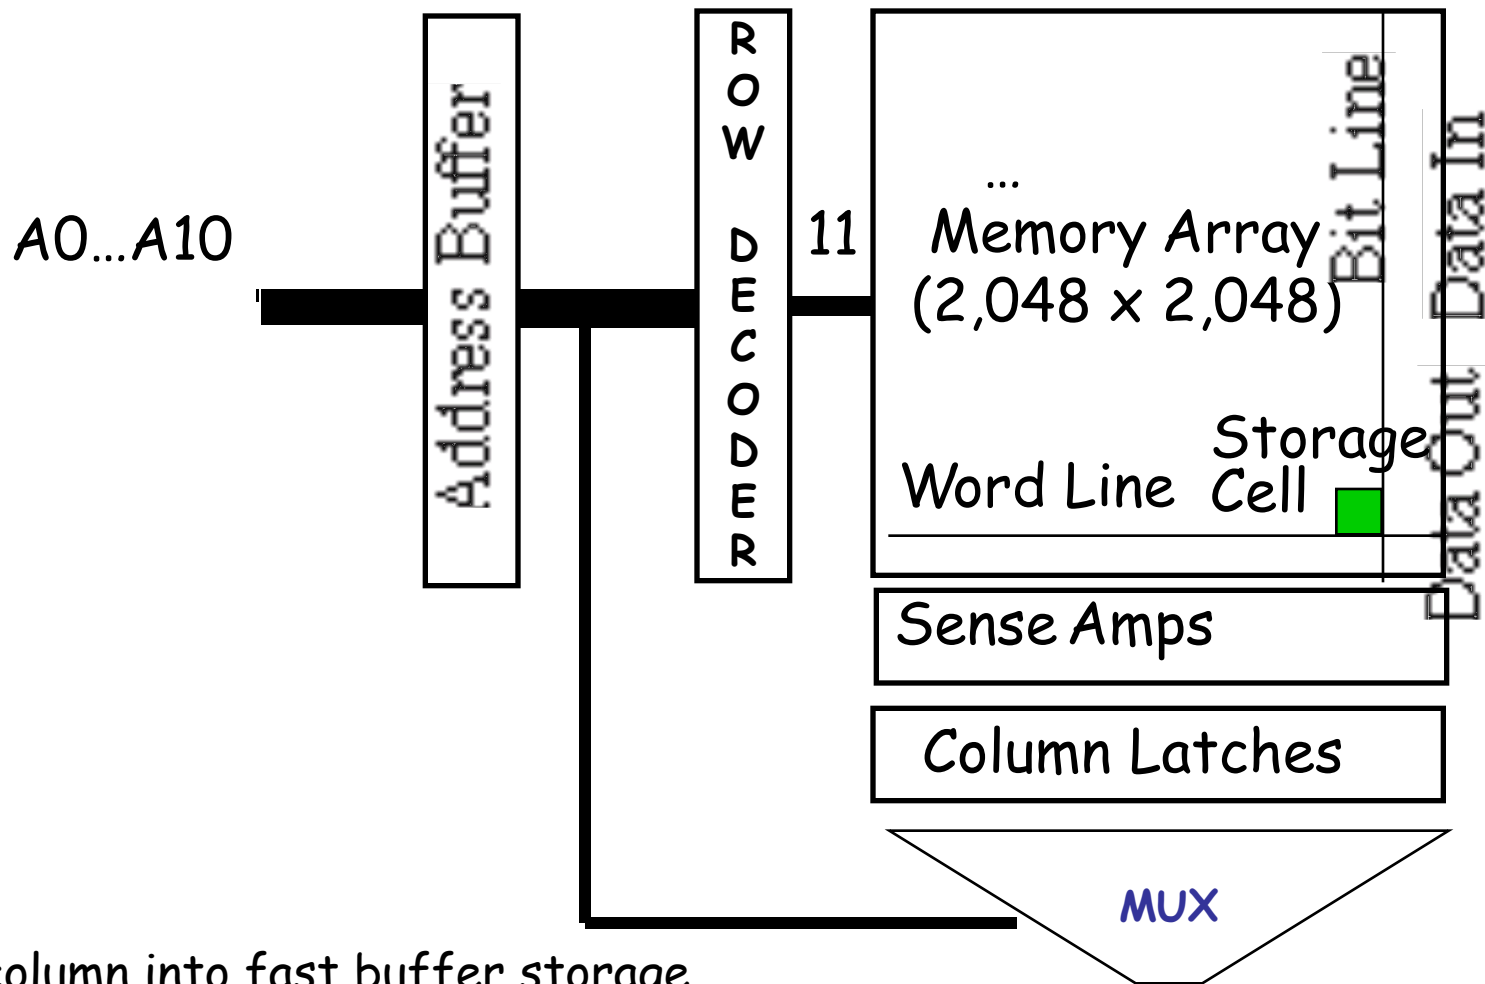 A0...A10
Address Buffer
ROW DECODER
11
...
Memory Array
(2,048 x 2,048)
Bit Line
Data In
Data Out
Storage
Word Line Cell
Sense Amps
Column Latches
MUX
column into fast buffer storage